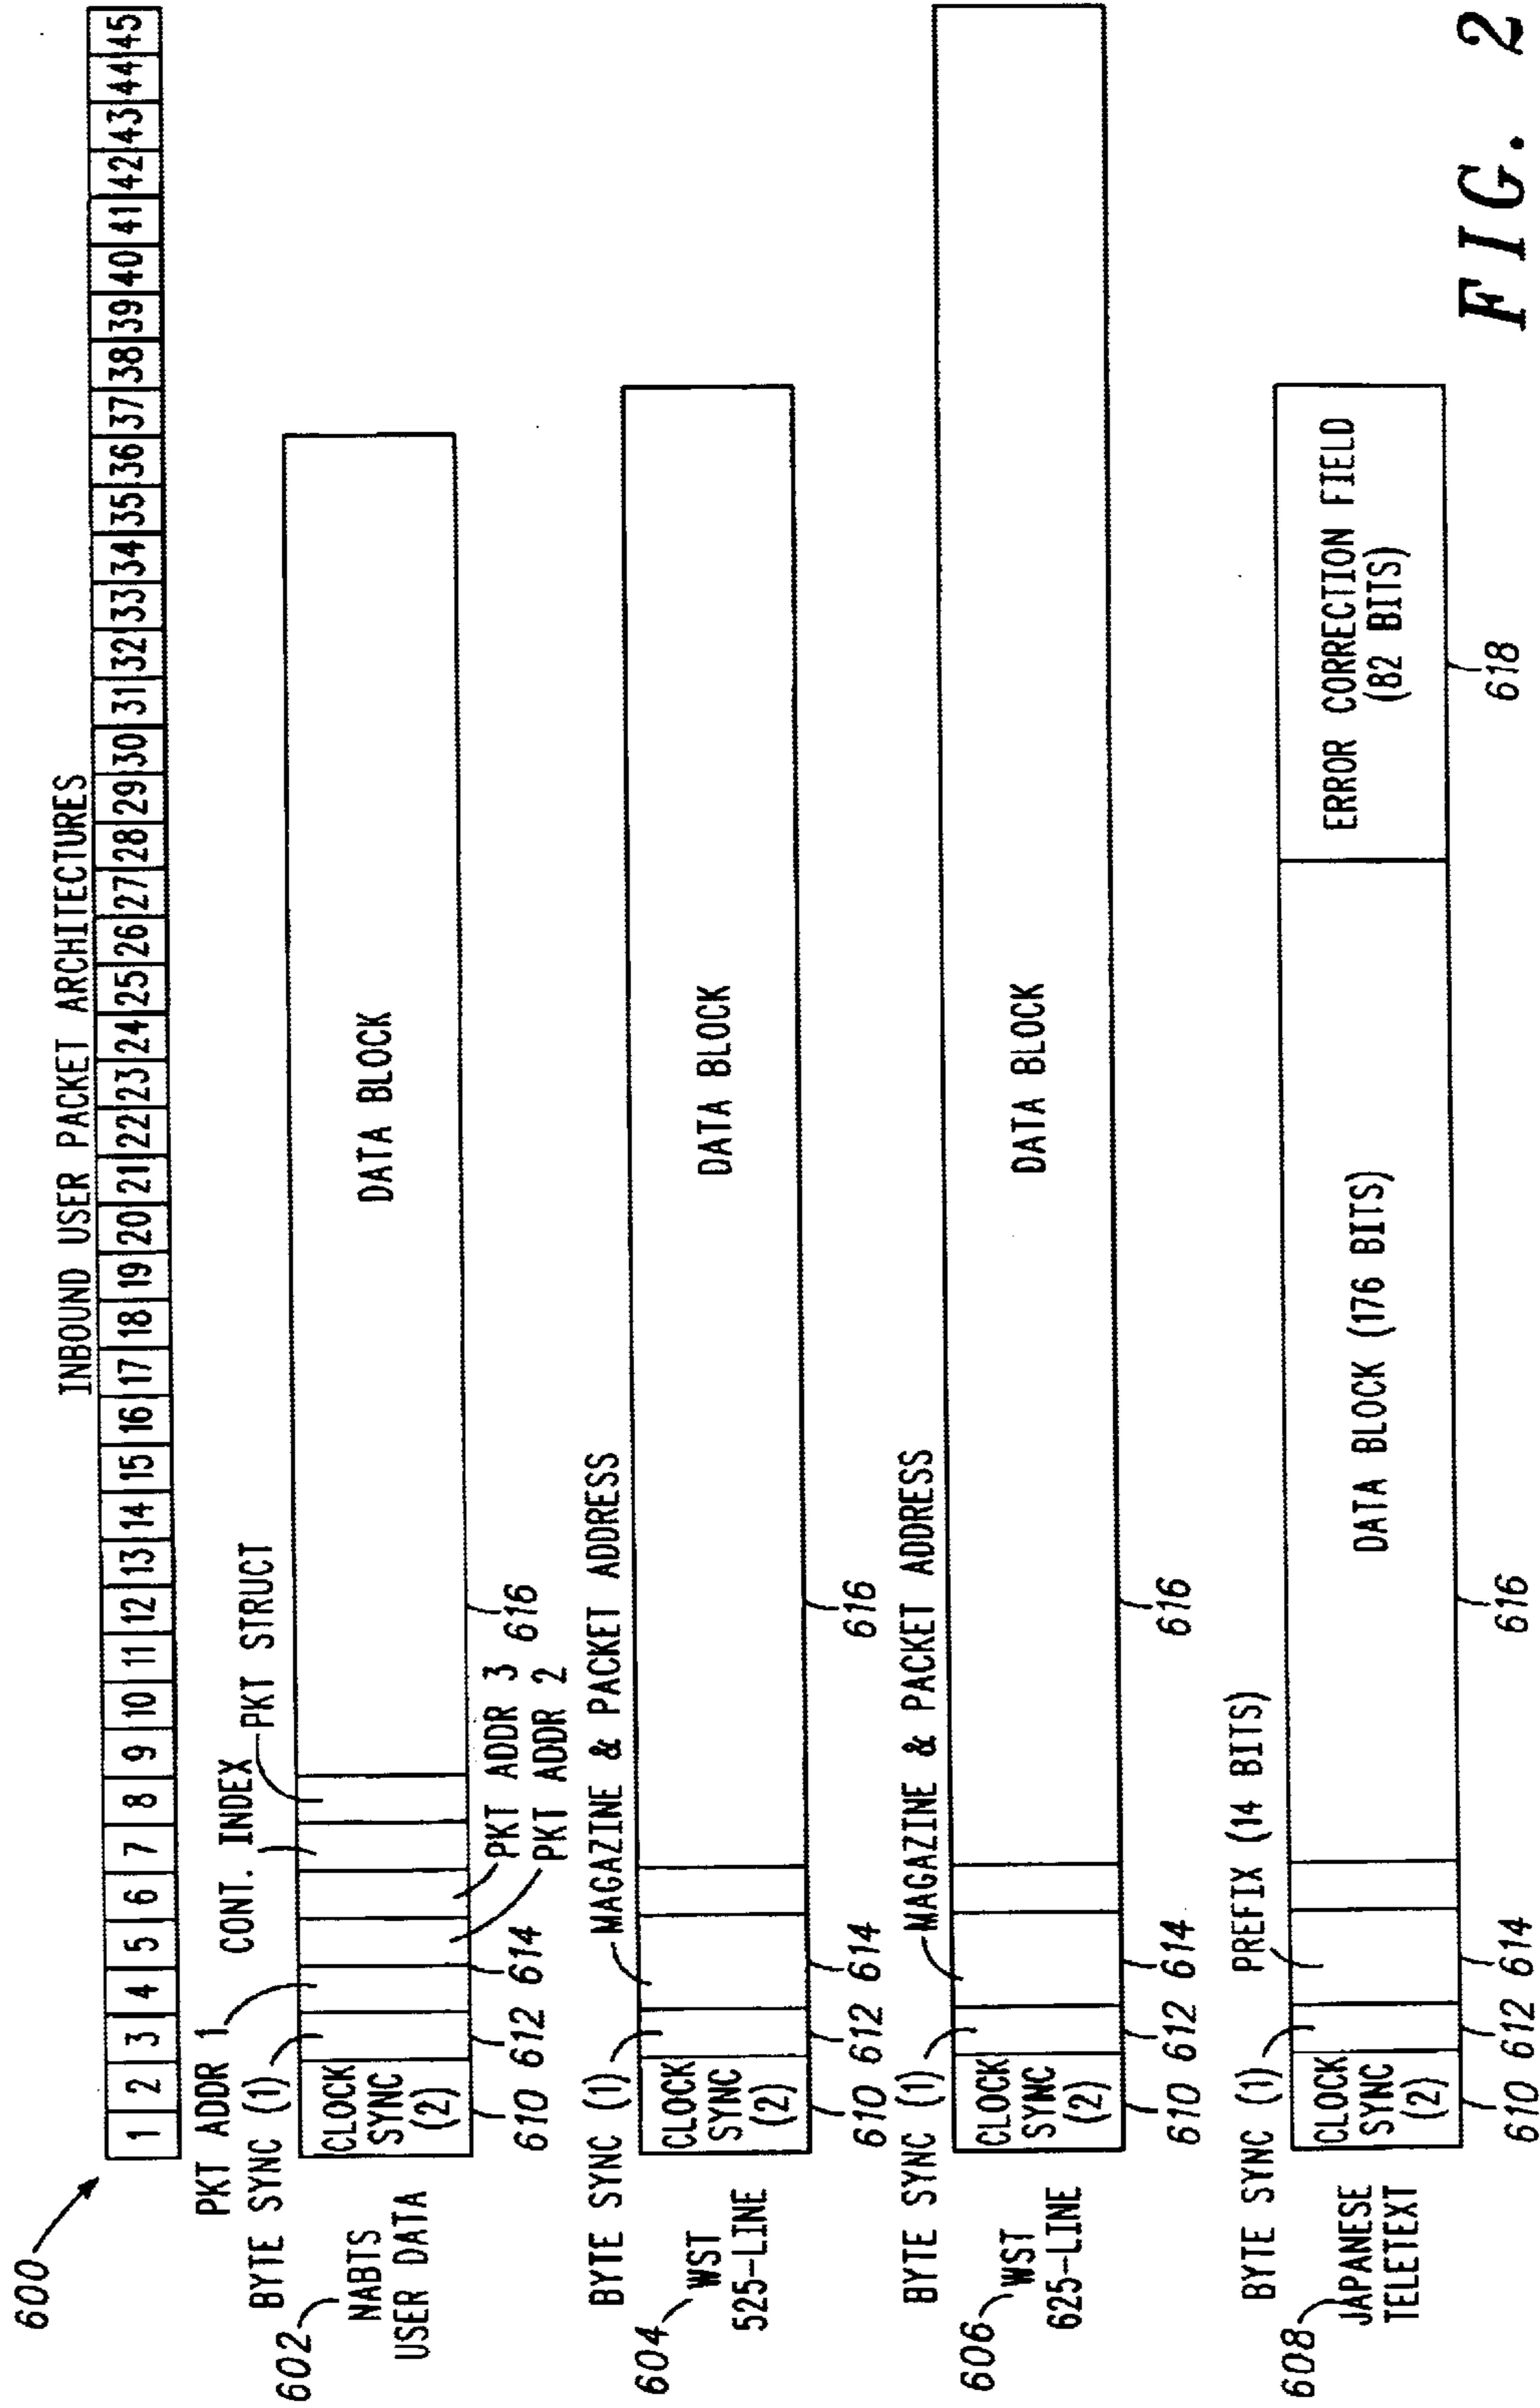 600
INBOUND USER PACKET ARCHITECTURES
1 2 3 4 5 6 7 8 9 10 11 12 13 14 15 16 17 18 19 20 21 22 23 24 25 26 27 28 29 30 31 32 33 34 35 36 37 38 39 40 41 42 43 44 45
PKT ADDR 1
CONT. INDEX
PKT STRUCT
BYTE SYNC (1)
602
NABTS
USER DATA
CLOCK
SYNC
(2)
DATA BLOCK
PKT ADDR 3
PKT ADDR 2
610
612
614
616
BYTE SYNC (1)
MAGAZINE & PACKET ADDRESS
604
WST
525-LINE
CLOCK
SYNC
(2)
DATA BLOCK
610
612
614
616
BYTE SYNC (1)
MAGAZINE & PACKET ADDRESS
606
WST
625-LINE
CLOCK
SYNC
(2)
DATA BLOCK
610
612
614
616
BYTE SYNC (1)
PREFIX (14 BITS)
608
JAPANESE
TELETEXT
CLOCK
SYNC
(2)
DATA BLOCK (176 BITS)
ERROR CORRECTION FIELD
(82 BITS)
610
612
614
616
618
FIG. 2